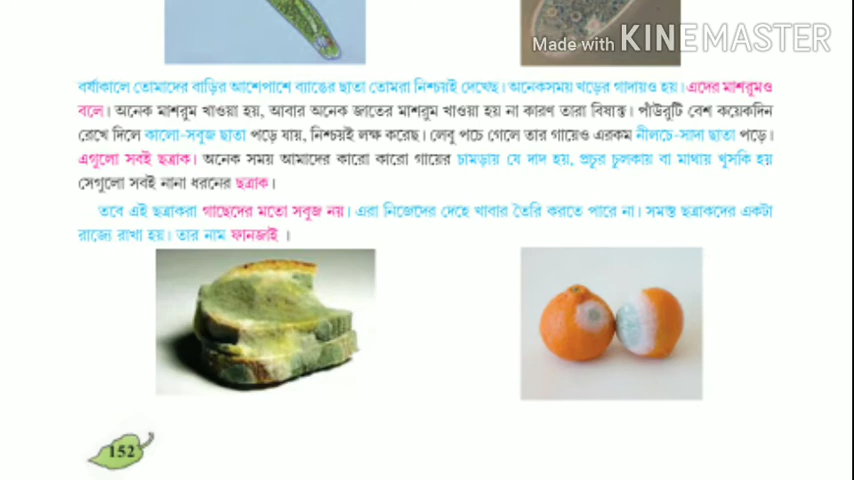 Made with KINEMASTER
বর্ষাকালে তোমাদের বাড়ির আশেপাশে ব্যাঙের ছাতা তোমরা নিশ্চয়ই দেখেছ। অনেকসময় খড়ের গাদায়ও হয়। এদের মাশরুমও
বলে। অনেক মাশরুম খাওয়া হয়, আবার অনেক জাতের মাশরুম খাওয়া হয় না কারণ তারা বিষাক্ত। পাঁউরুটি বেশ কয়েকদিন
রেখে দিলে কালো-সবুজ ছাতা পড়ে যায়, নিশ্চয়ই লক্ষ করেছ। লেবু পচে গেলে তার গায়েও এরকম নীলচে-সাদা ছাতা পড়ে।
এগুলো সবই ছত্রাক। অনেক সময় আমাদের কারো কারো গায়ের চামড়ায় যে দাদ হয়, প্রচুর চুলকায় বা মাথায় খুসকি হয়
সেগুলো সবই নানা ধরনের ছত্রাক।
তবে এই ছত্রাকরা গাছেদের মতো সবুজ নয়। এরা নিজেদের দেহে খাবার তৈরি করতে পারে না। সমস্ত ছত্রাকদের একটা
রাজ্যে রাখা হয়। তার নাম ফানজাই ।
152